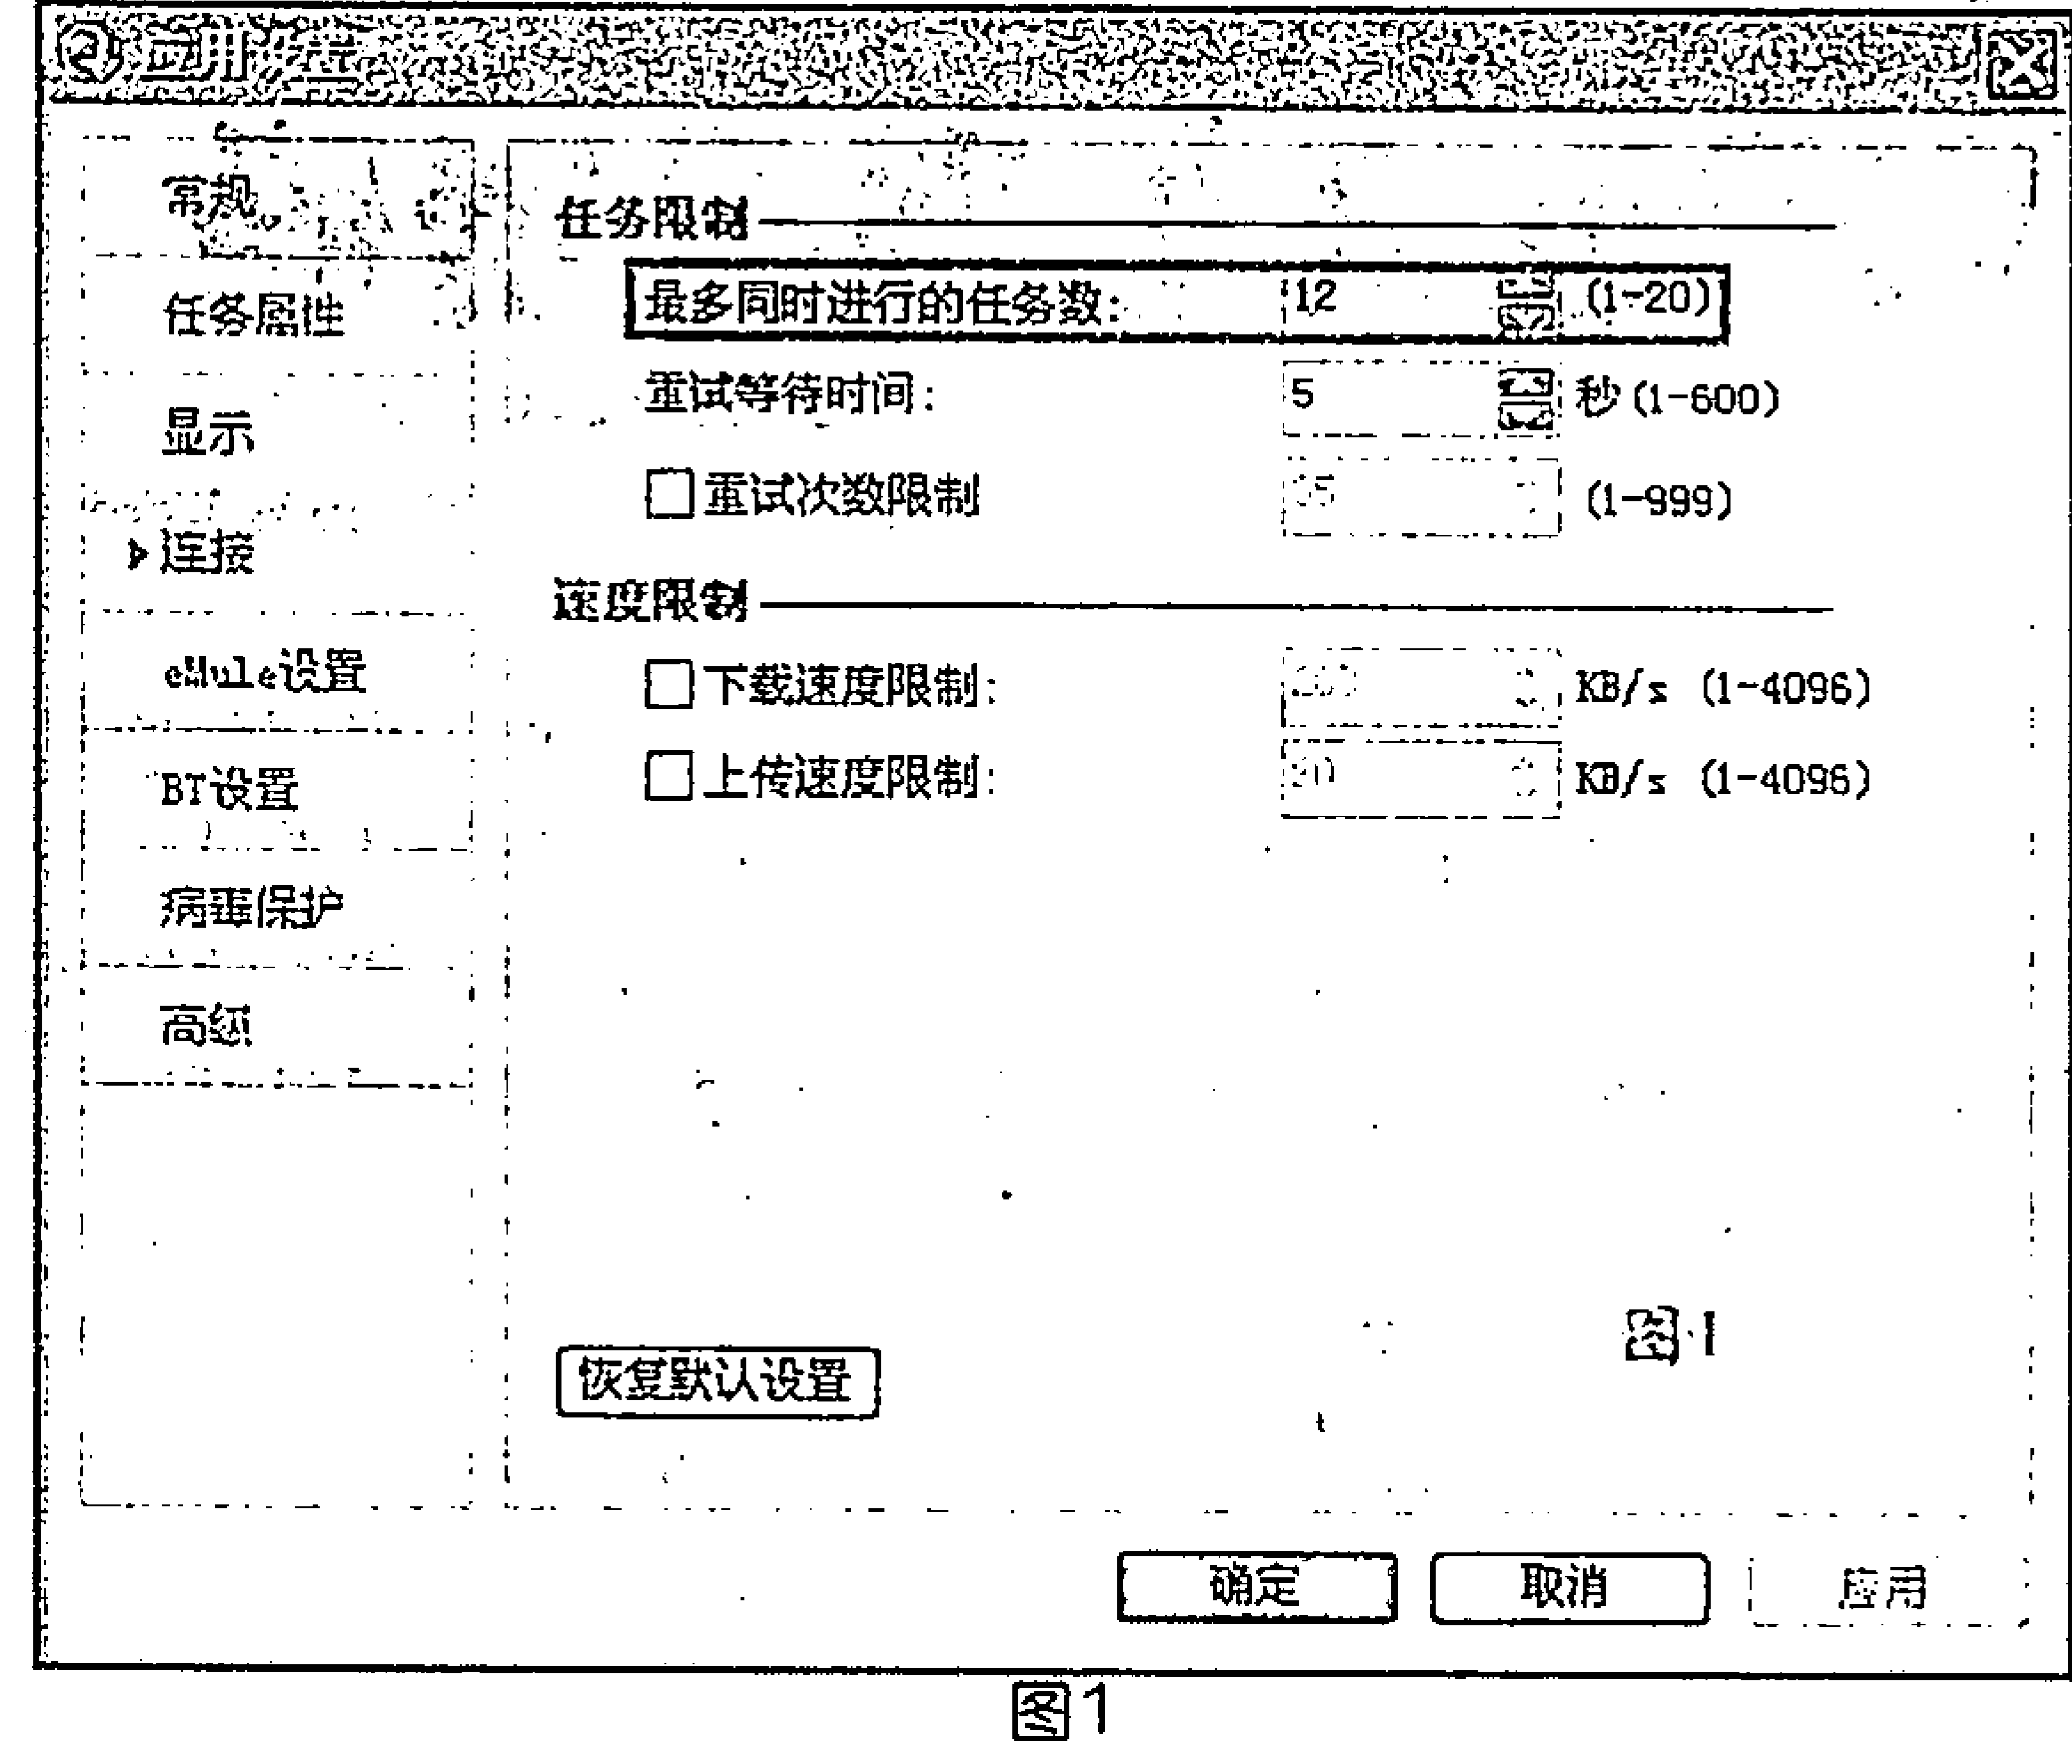 应用设置
常规
任务属性
显示
连接
eMule设置
BT设置
病毒保护
高级
任务限制
最多同时进行的任务数: 12 (1-20)
重试等待时间: 5 秒(1-600)
重试次数限制 (1-999)
速度限制
下载速度限制: KB/s (1-4096)
上传速度限制: KB/s (1-4096)
恢复默认设置
图1
确定 取消 应用
图1